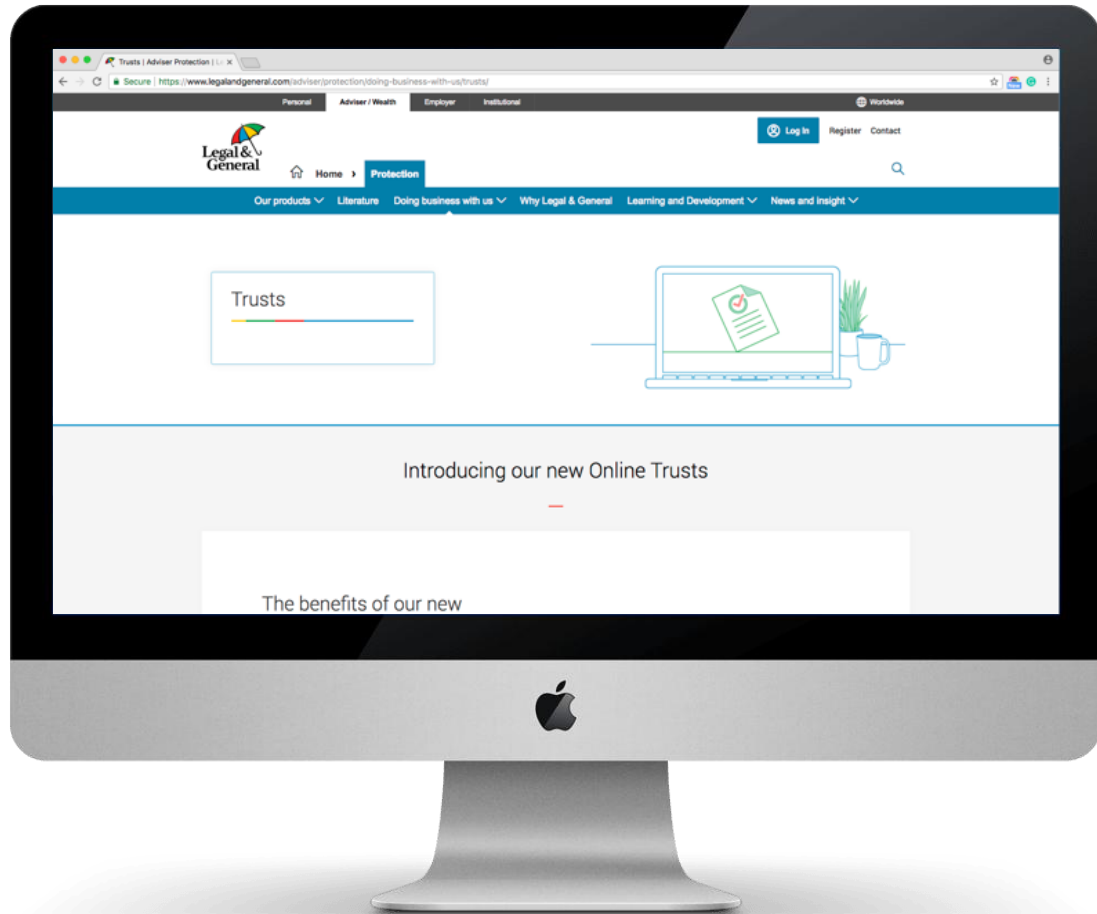 Trusts | Adviser Protection | Le
Secure | https://www.legalandgeneral.com/adviser/protection/doing-business-with-us/trusts/
New
Personal Adviser / Wealth Employer Institutional Worldwide
Legal &
General
Log In Register Contact
Home Protection
Our products Literature Doing business with us Why Legal & General Learning and Development News and insight
Trusts
Introducing our new Online Trusts
The benefits of our new